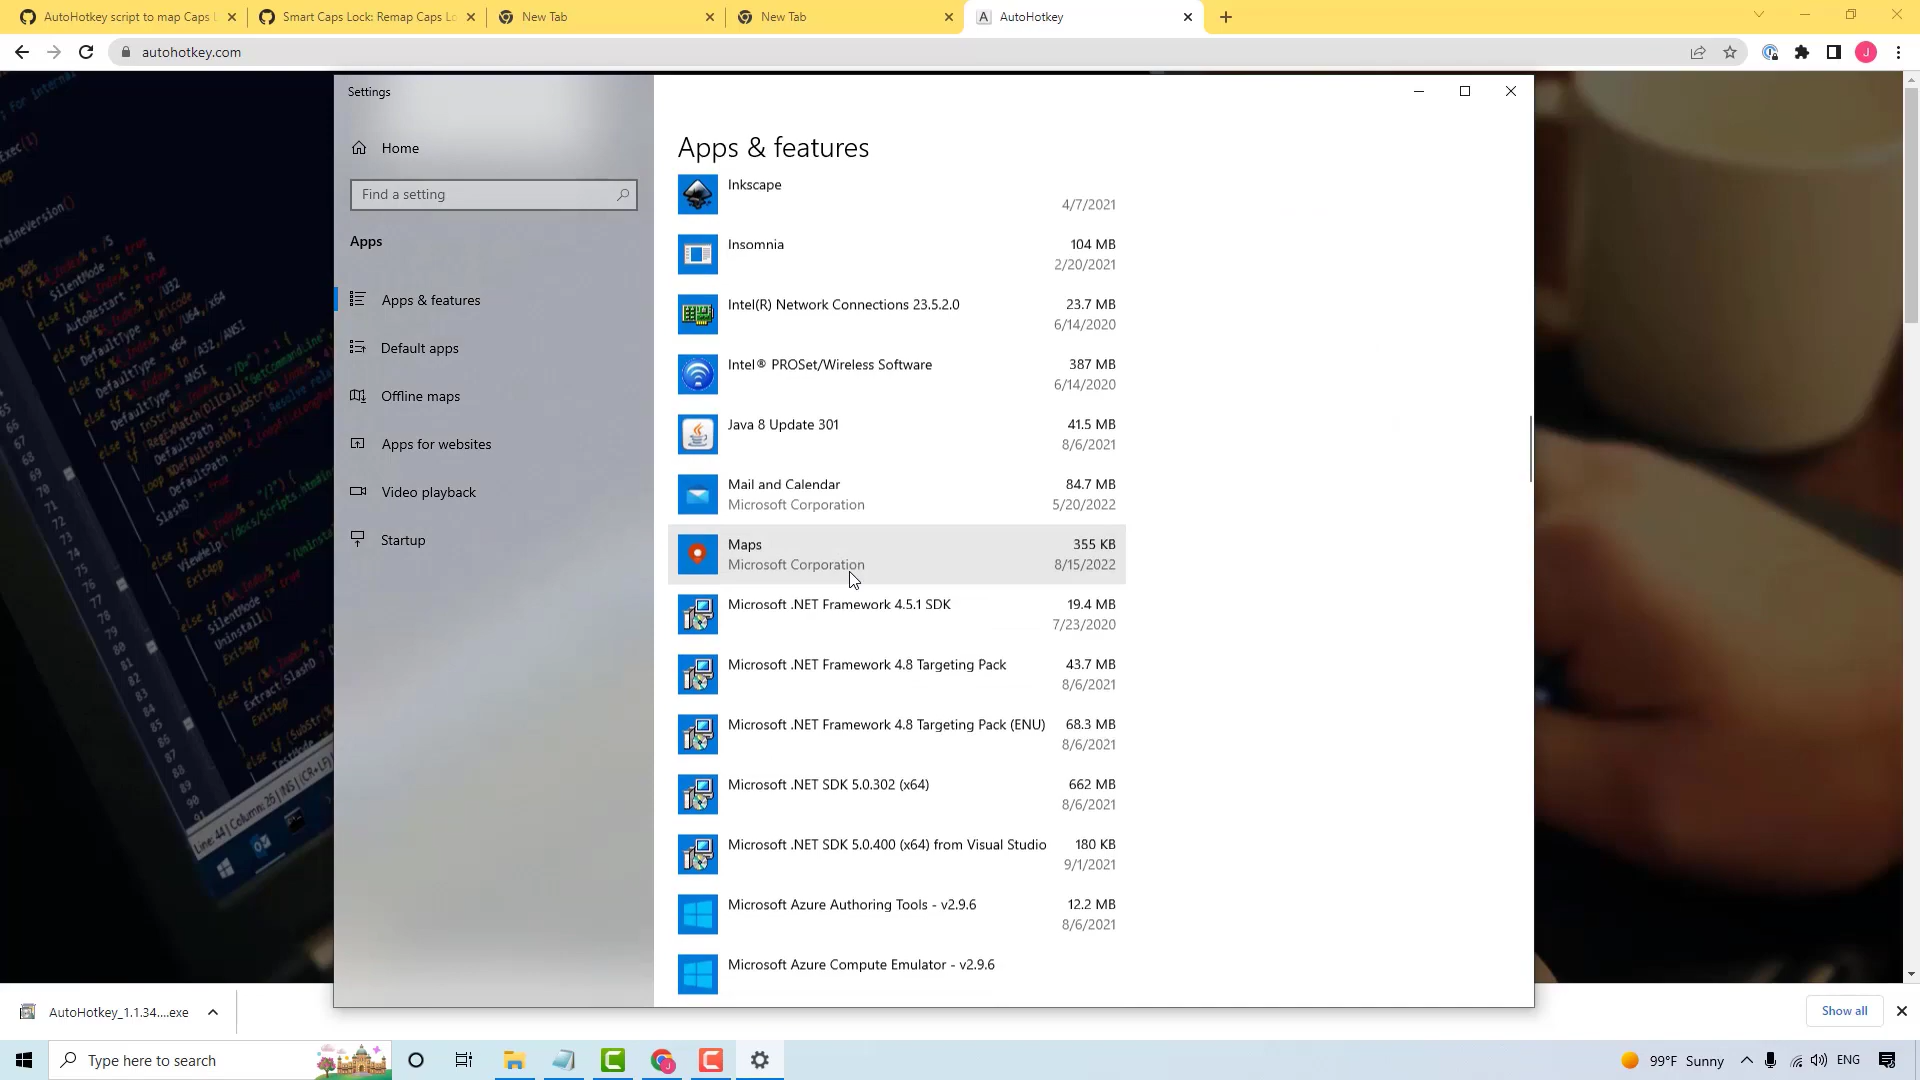 AutoHotkey script to map Caps L
Smart Caps Lock: Remap Caps Lo
New Tab
New Tab
AutoHotkey
autohotkey.com
Settings
Home
Find a setting
Apps
Apps & features
Default apps
Offline maps
Apps for websites
Video playback
Startup
Apps & features
Inkscape
4/7/2021
Insomnia 104 MB
2/20/2021
Intel(R) Network Connections 23.5.2.0 23.7 MB
6/14/2020
Intel® PROSet/Wireless Software 387 MB
6/14/2020
Java 8 Update 301 41.5 MB
8/6/2021
Mail and Calendar 84.7 MB
Microsoft Corporation 5/20/2022
Maps 355 KB
Microsoft Corporation 8/15/2022
Microsoft .NET Framework 4.5.1 SDK 19.4 MB
7/23/2020
Microsoft .NET Framework 4.8 Targeting Pack 43.7 MB
8/6/2021
Microsoft .NET Framework 4.8 Targeting Pack (ENU) 68.3 MB
8/6/2021
Microsoft .NET SDK 5.0.302 (x64) 662 MB
8/6/2021
Microsoft .NET SDK 5.0.400 (x64) from Visual Studio 180 KB
9/1/2021
Microsoft Azure Authoring Tools - v2.9.6 12.2 MB
8/6/2021
Microsoft Azure Compute Emulator - v2.9.6
AutoHotkey_1.1.34....exe
Show all
Type here to search
99°F Sunny
ENG